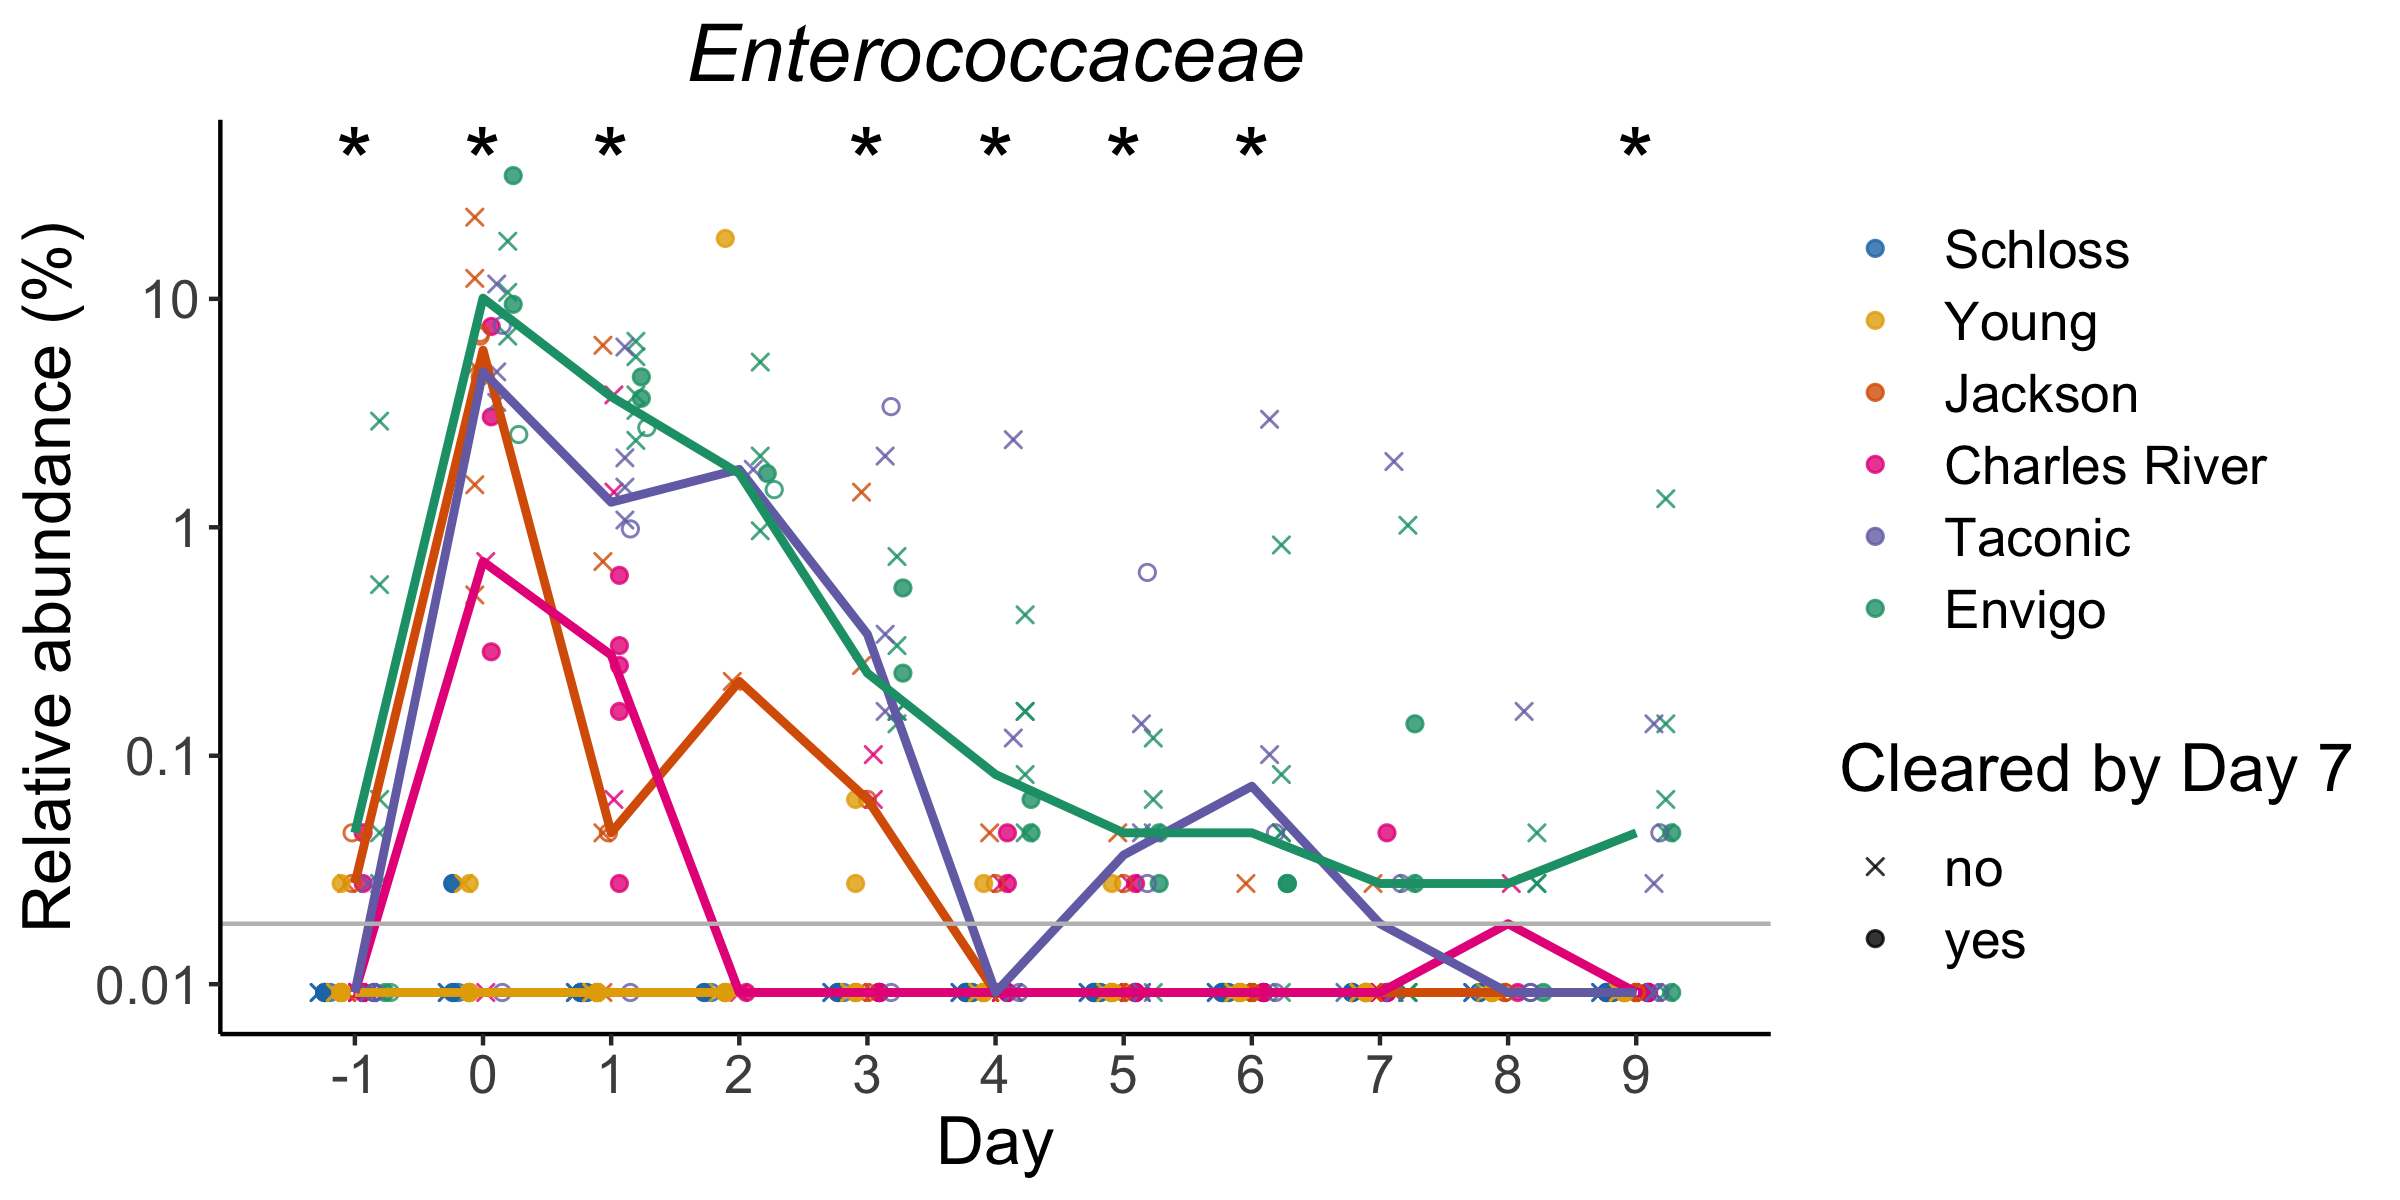 Enterococcaceae
* * * * * * * *
Relative abundance (%)
10
1
0.1
0.01
-1 0 1 2 3 4 5 6 7 8 9
Day
Schloss
Young
Jackson
Charles River
Taconic
Envigo
Cleared by Day 7
no
yes